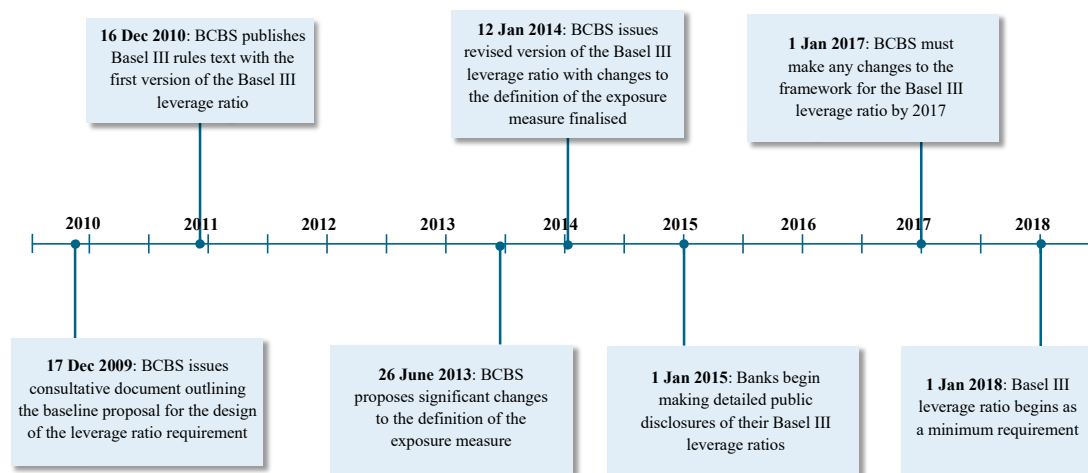 16 Dec 2010: BCBS publishes
Basel III rules text with the
first version of the Basel III
leverage ratio
12 Jan 2014: BCBS issues
revised version of the Basel III
leverage ratio with changes to
the definition of the exposure
measure finalised
1 Jan 2017: BCBS must
make any changes to the
framework for the Basel III
leverage ratio by 2017
2010
2011
2012
2013
2014
2015
2016
2017
2018
17 Dec 2009: BCBS issues
consultative document outlining
the baseline proposal for the design
of the leverage ratio requirement
26 June 2013: BCBS
proposes significant changes
to the definition of the
exposure measure
1 Jan 2015: Banks begin
making detailed public
disclosures of their Basel III
leverage ratios
1 Jan 2018: Basel III
leverage ratio begins as
a minimum requirement